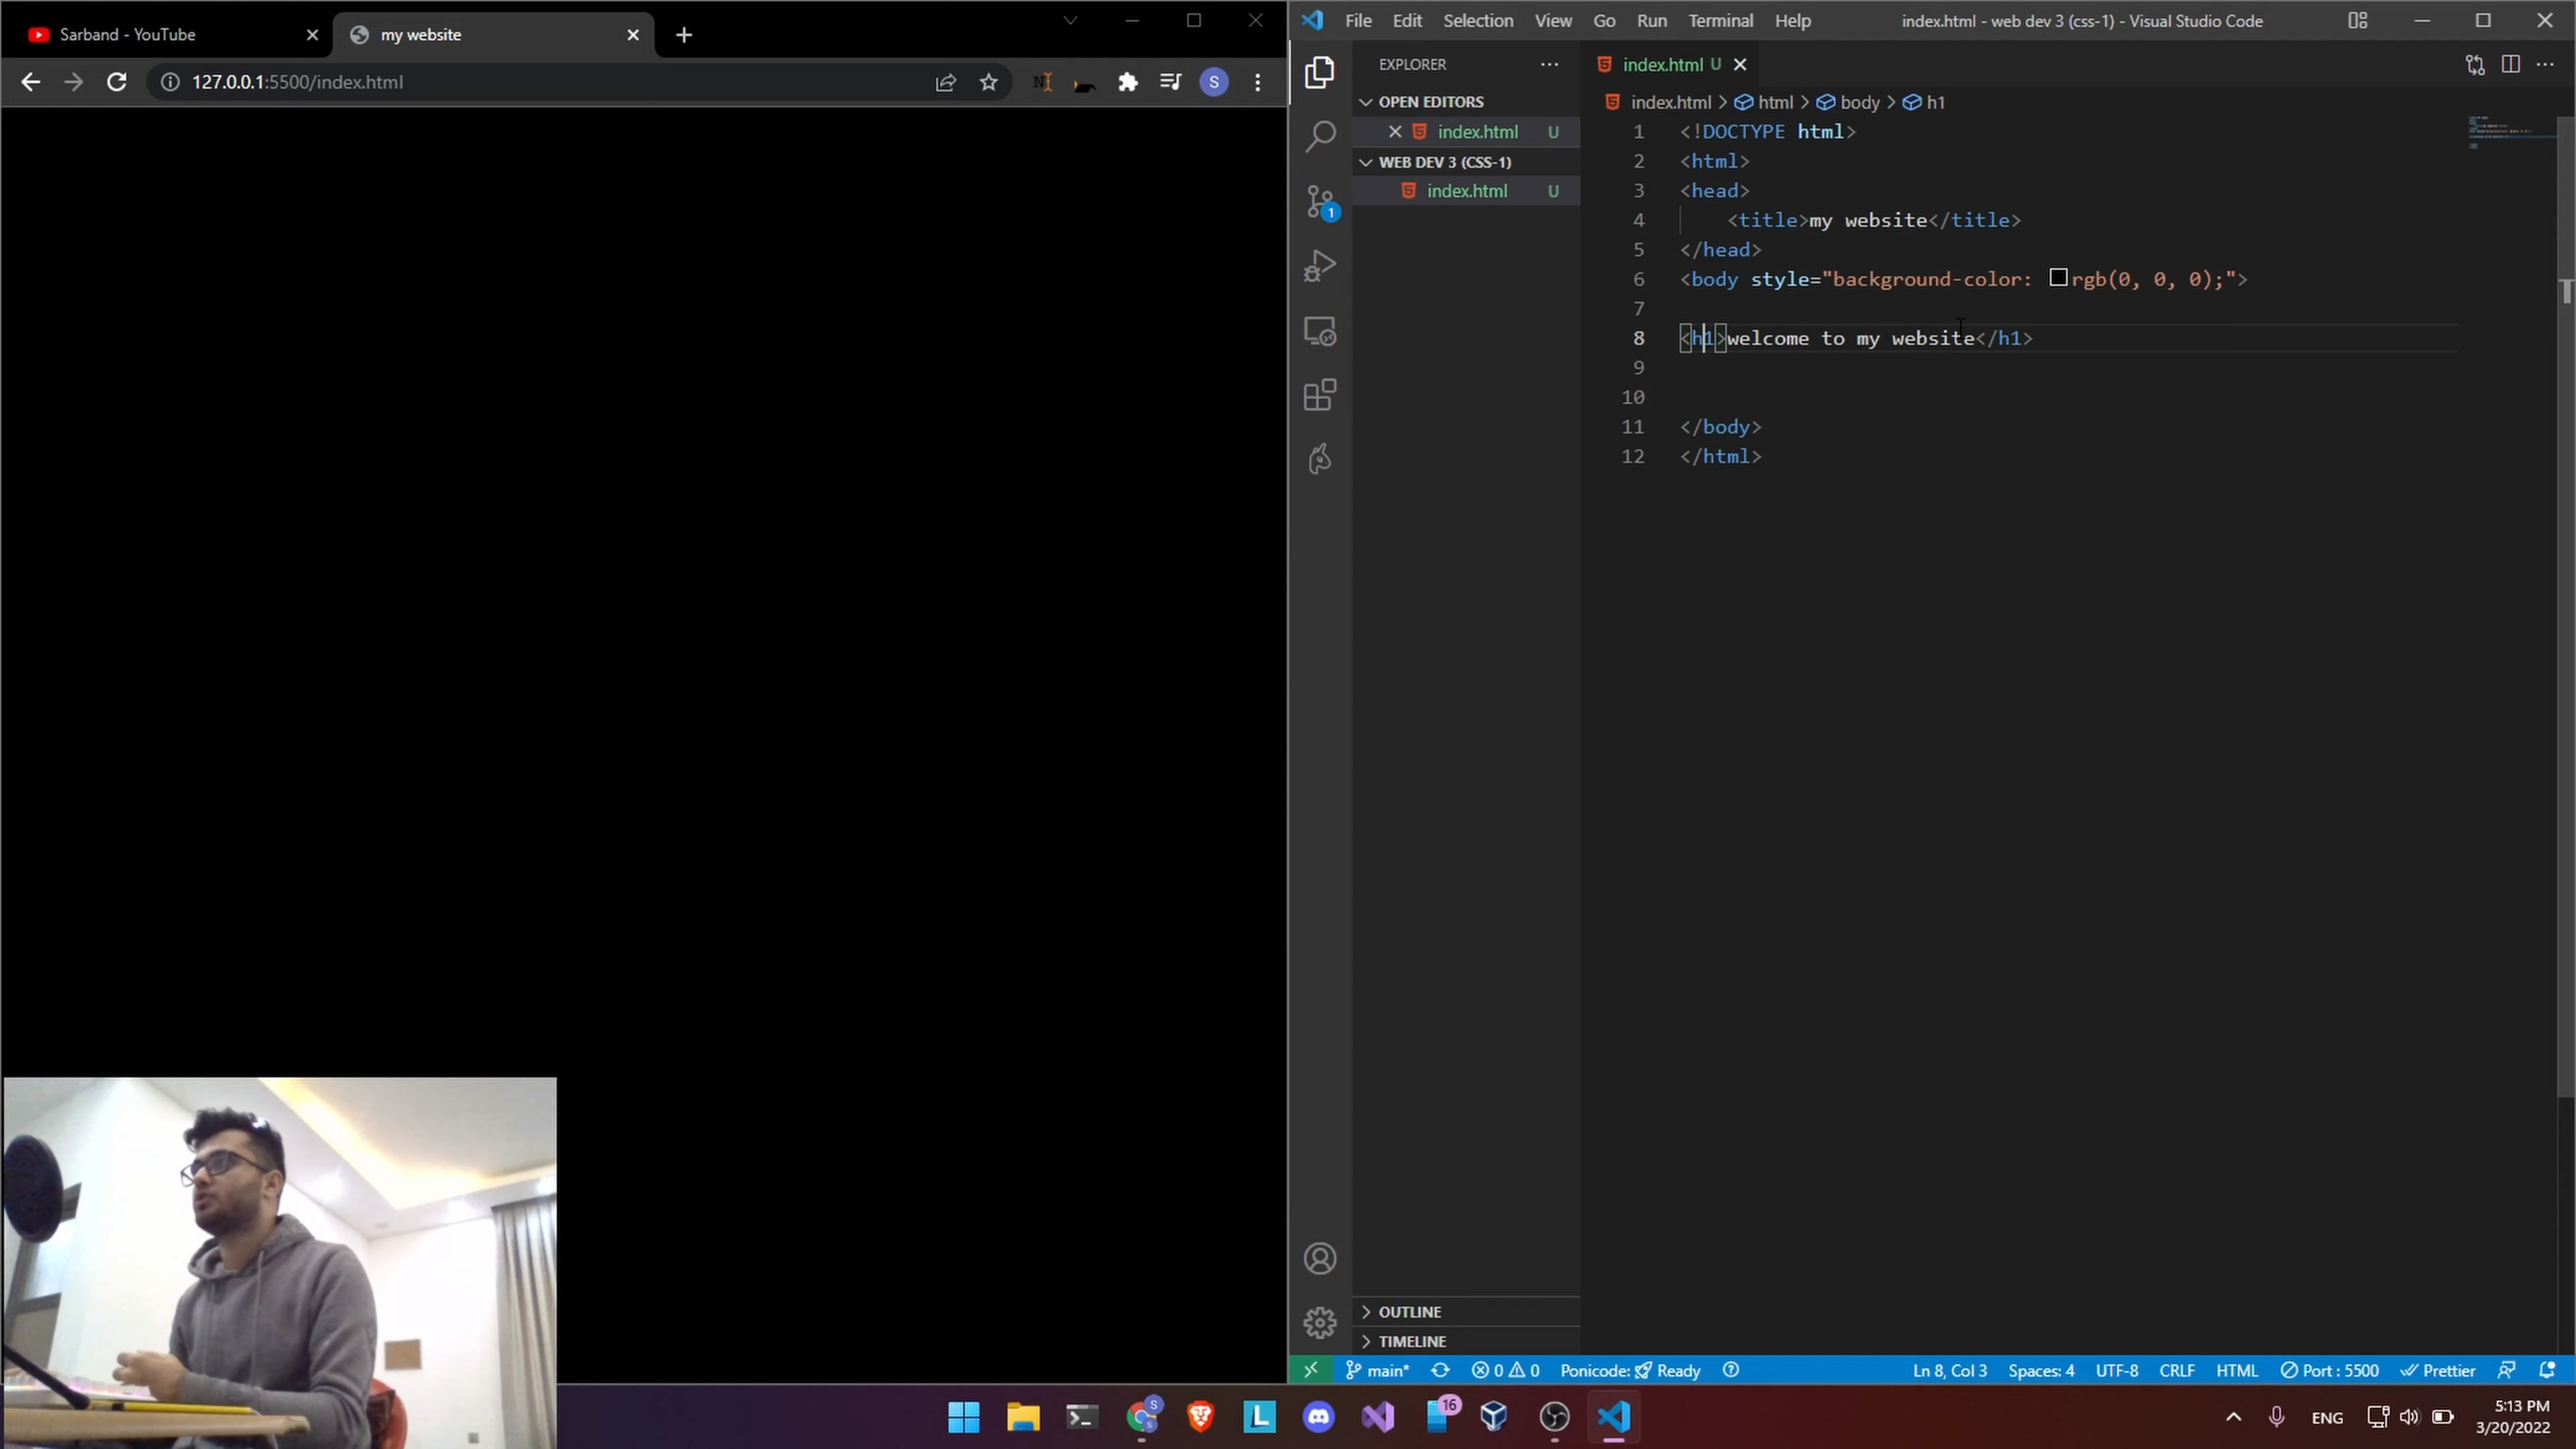 Sarband - YouTube
my website
127.0.0.1:5500/index.html
S
File Edit Selection View Go Run Terminal Help
index.html - web dev 3 (css-1) - Visual Studio Code
EXPLORER
OPEN EDITORS
index.html U
WEB DEV 3 (CSS-1)
index.html U
1
OUTLINE
TIMELINE
index.html U
index.html > html > body > h1
1 <!DOCTYPE html>
2 <html>
3 <head>
4 <title>my website</title>
5 </head>
6 <body style="background-color: rgb(0, 0, 0);">
7
8 <h1>welcome to my website</h1>
9
10
11 </body>
12 </html>
main* 0 0 Ponicode: Ready
Ln 8, Col 3 Spaces: 4 UTF-8 CRLF HTML Port : 5500 Prettier
S
L
16
ENG
5:13 PM
3/20/2022